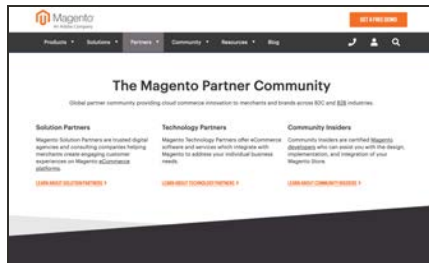 Magento
An Adobe Company
GET A FREE DEMO
Products Solutions Partners Community Resources Blog
The Magento Partner Community
Global partner community providing cloud commerce innovation to merchants and brands across B2C and B2B industries.
Solution Partners
Magento Solution Partners are trusted digital
agencies and consulting companies helping
merchants create engaging customer
experiences on Magento eCommerce
platforms.
LEARN ABOUT SOLUTION PARTNERS
Technology Partners
Magento Technology Partners offer eCommerce
software and services which integrate with
Magento to address your individual business
needs.
LEARN ABOUT TECHNOLOGY PARTNERS
Community Insiders
Community Insiders are certified Magento
developers who can assist you with the design,
implementation, and integration of your
Magento Store.
LEARN ABOUT COMMUNITY INSIDERS